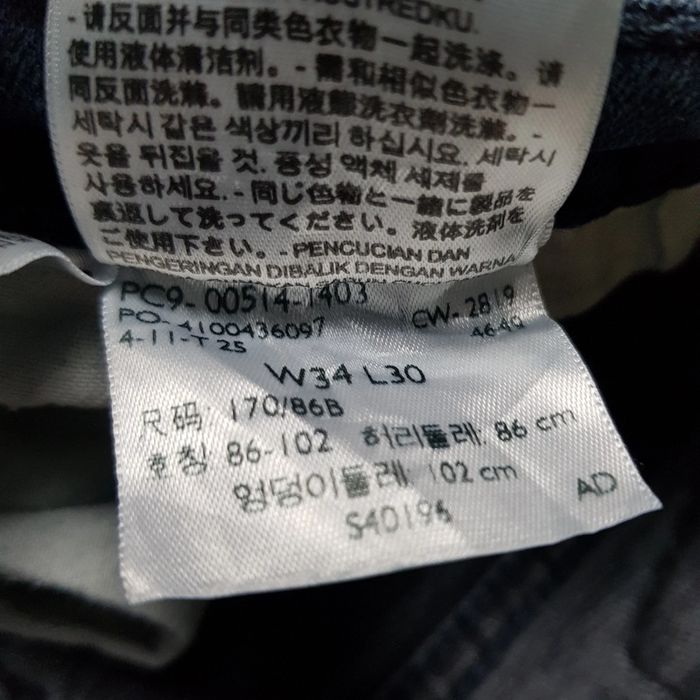 RUSTREDKU.
- 请反面并与同类色衣物一起洗涤。请
使用液体清洁剂。- 需和相似色衣物一
同反面洗滌。請用液態洗衣劑洗滌。-
세탁시 같은 색상끼리 하십시요. 세탁시
옷을 뒤집을 것. 중성 액체 세제를
사용하세요. - 同じ色物と一緒に製品を
裏返して洗ってください。液体洗剤を
ご使用下さい。- PENCUCIAN DAN
PENGERINGAN DIBALIK DENGAN WARNA
PC9-00514-1403
PO-4100436097
CW-2819
4-11-T 25
4640
W34 L30
尺码: 170/86B
호칭 86-102 허리둘레: 86 cm
엉덩이둘레: 102 cm
S40196
AD